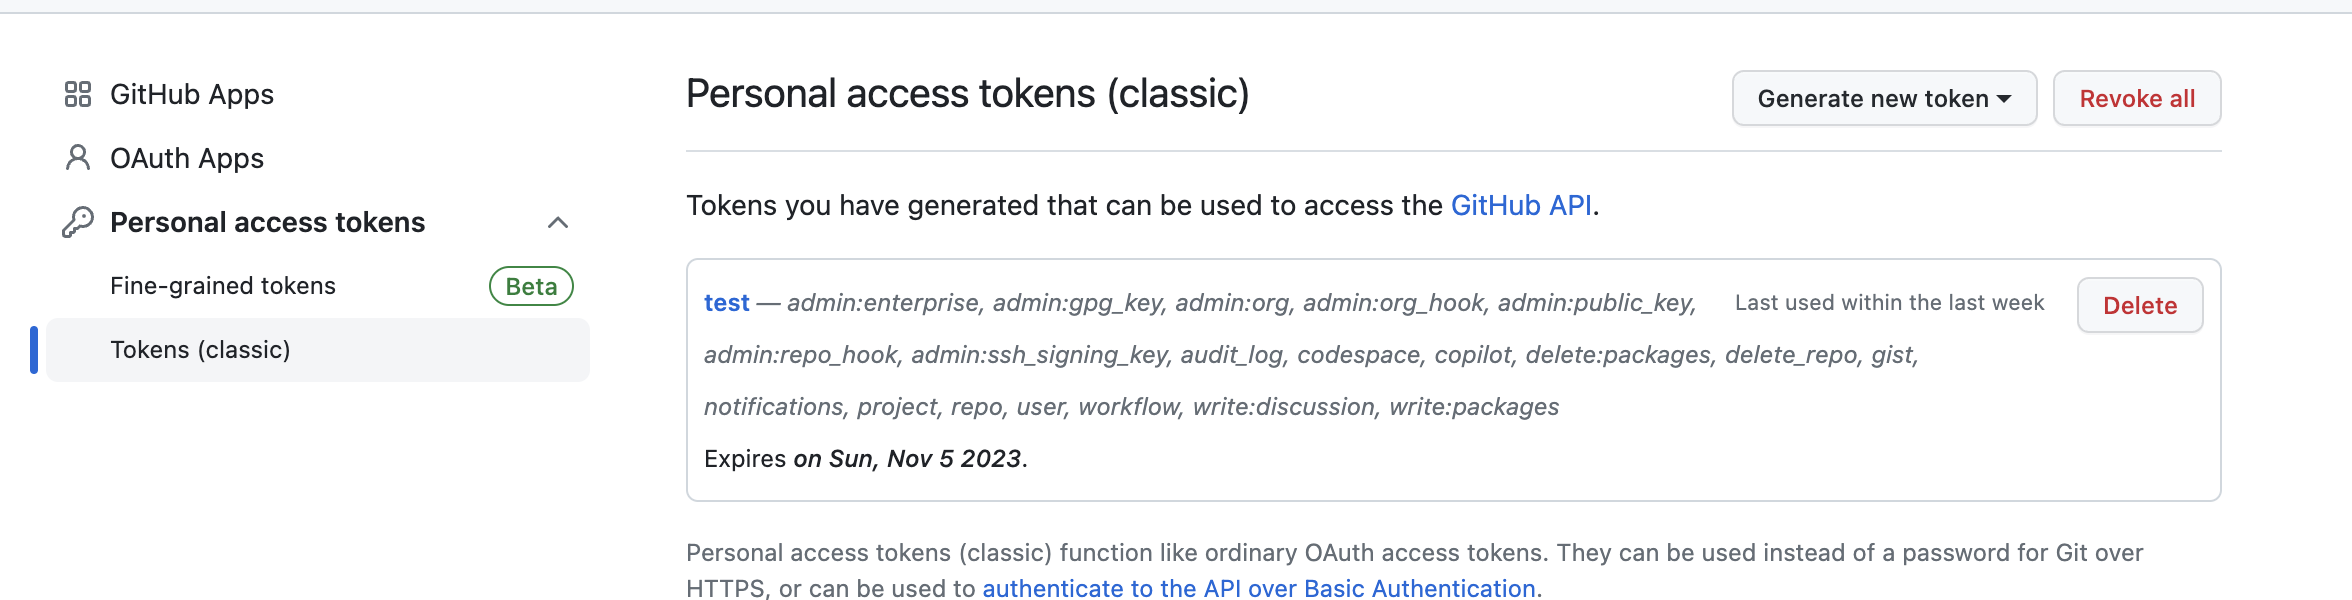 GitHub Apps
OAuth Apps
Personal access tokens
Fine-grained tokens Beta
Tokens (classic)
Personal access tokens (classic)
Generate new token Revoke all
Tokens you have generated that can be used to access the GitHub API.
test — admin:enterprise, admin:gpg_key, admin:org, admin:org_hook, admin:public_key, Last used within the last week Delete
admin:repo_hook, admin:ssh_signing_key, audit_log, codespace, copilot, delete:packages, delete_repo, gist,
notifications, project, repo, user, workflow, write:discussion, write:packages
Expires on Sun, Nov 5 2023.
Personal access tokens (classic) function like ordinary OAuth access tokens. They can be used instead of a password for Git over
HTTPS, or can be used to authenticate to the API over Basic Authentication.